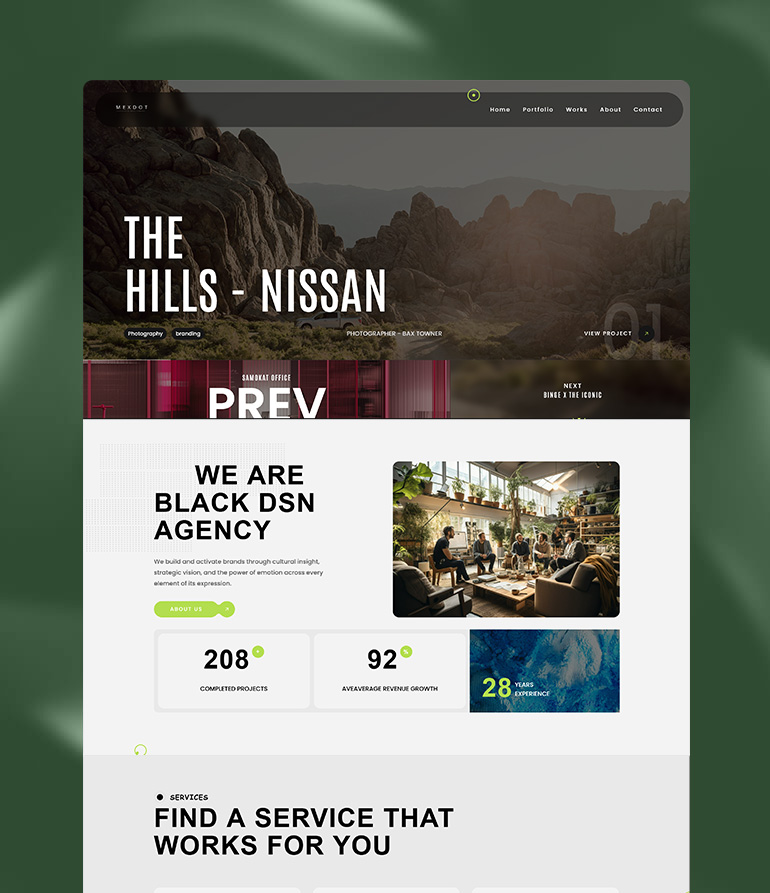 MEXDOT
Home Portfolio Works About Contact
THE
HILLS - NISSAN
Photography branding
PHOTOGRAPHER - BAX TOWNER
VIEW PROJECT
01
SAMOKAT OFFICE
PREV
NEXT
BINGE X THE ICONIC
WE ARE
BLACK DSN
AGENCY
We build and activate brands through cultural insight,
strategic vision, and the power of emotion across every
element of its expression.
ABOUT US
208 +
COMPLETED PROJECTS
92 %
AVEAVERAGE REVENUE GROWTH
28 YEARS
EXPERIENCE
SERVICES
FIND A SERVICE THAT
WORKS FOR YOU